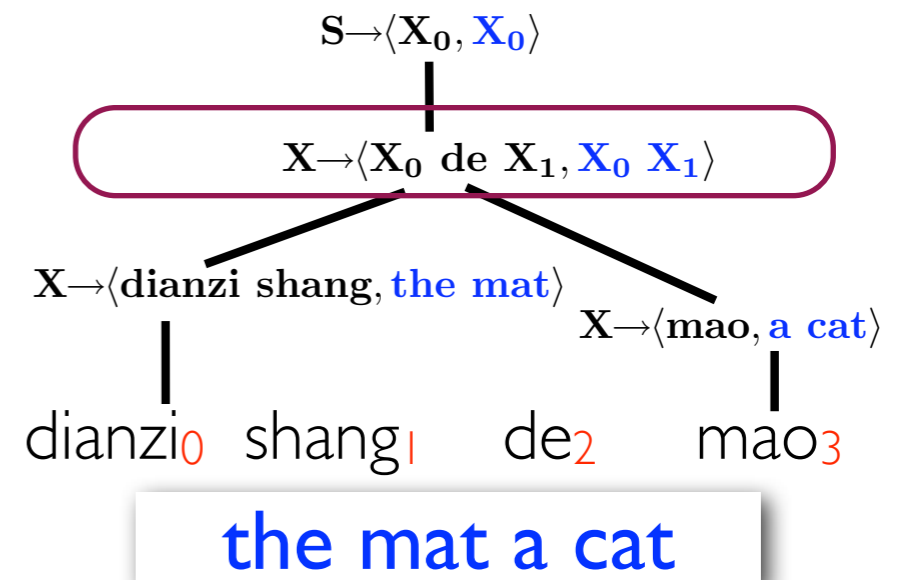 S→⟨X₀, X₀⟩
X→⟨X₀ de X₁, X₀ X₁⟩
X→⟨dianzi shang, the mat⟩
X→⟨mao, a cat⟩
dianzi₀ shang₁ de₂ mao₃
the mat a cat